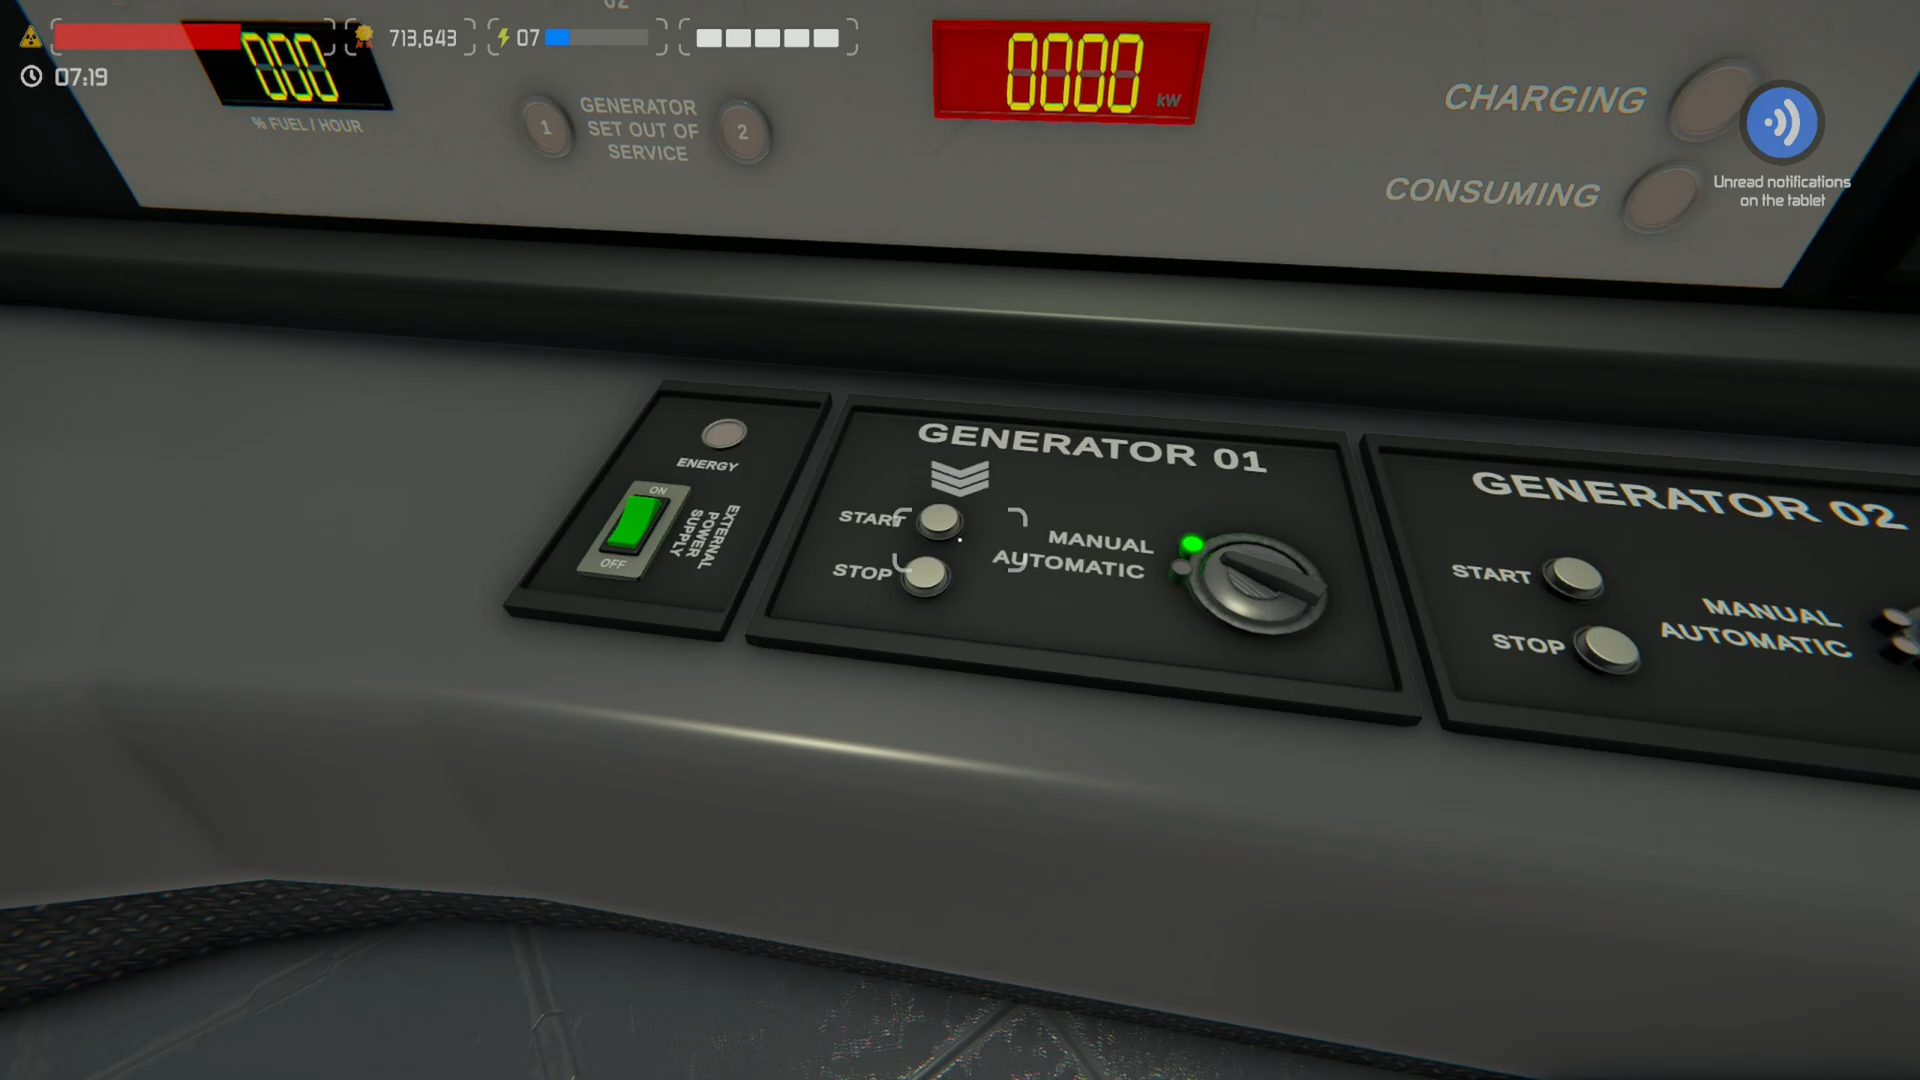 713,643
07
07:19
000
% FUEL / HOUR
1
GENERATOR
SET OUT OF
SERVICE
2
0000
kW
CHARGING
CONSUMING
Unread notifications
on the tablet
ENERGY
ON
OFF
EXTERNAL
POWER
SUPPLY
GENERATOR 01
START
STOP
MANUAL
AUTOMATIC
GENERATOR 02
START
STOP
MANUAL
AUTOMATIC